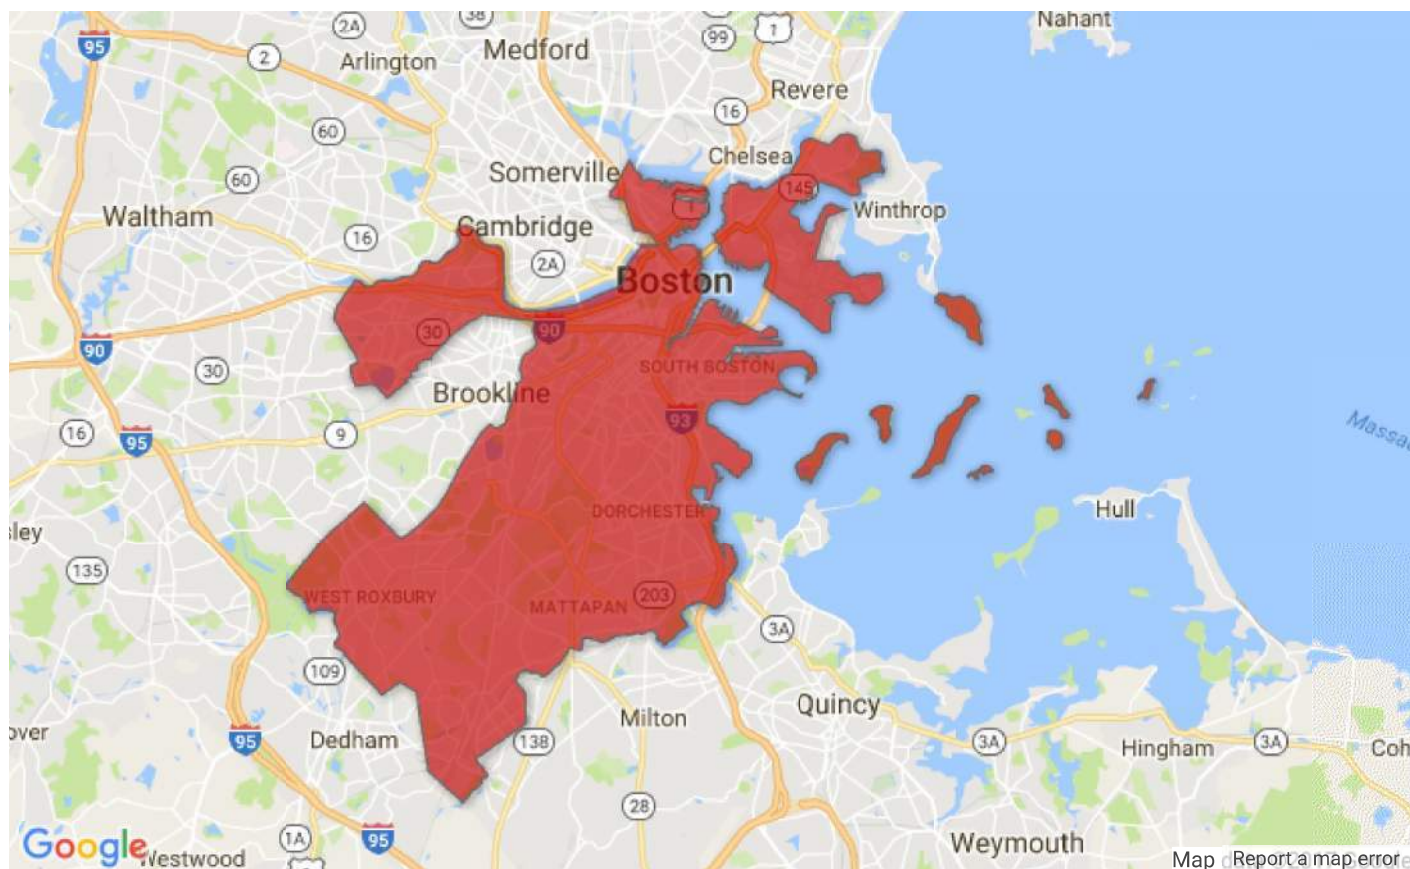 38
Nahant
95
2A
99
1
2
Arlington
Medford
Revere
16
60
Chelsea
Somerville
145
60
1
Waltham
Cambridge
Winthrop
16
2A
Boston
90
30
90
30
SOUTH BOSTON
Brookline
93
16
95
9
Hull
sley
DORCHESTER
135
WEST ROXBURY
MATTAPAN
203
3A
109
Quincy
Milton
over
95
Dedham
138
3A
Hingham
3A
Coh
28
1A
95
Weymouth
Google
Westwood
Map
Report a map error